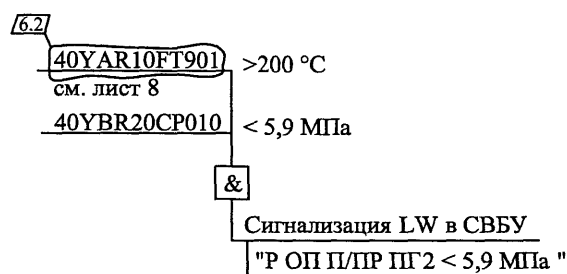 6.2
40YAR10FT901 >200 °C
см. лист 8
40YBR20CP010 < 5,9 МПа
&
Сигнализация LW в СВБУ
"Р ОП П/ПР ПГ2 < 5,9 МПа "